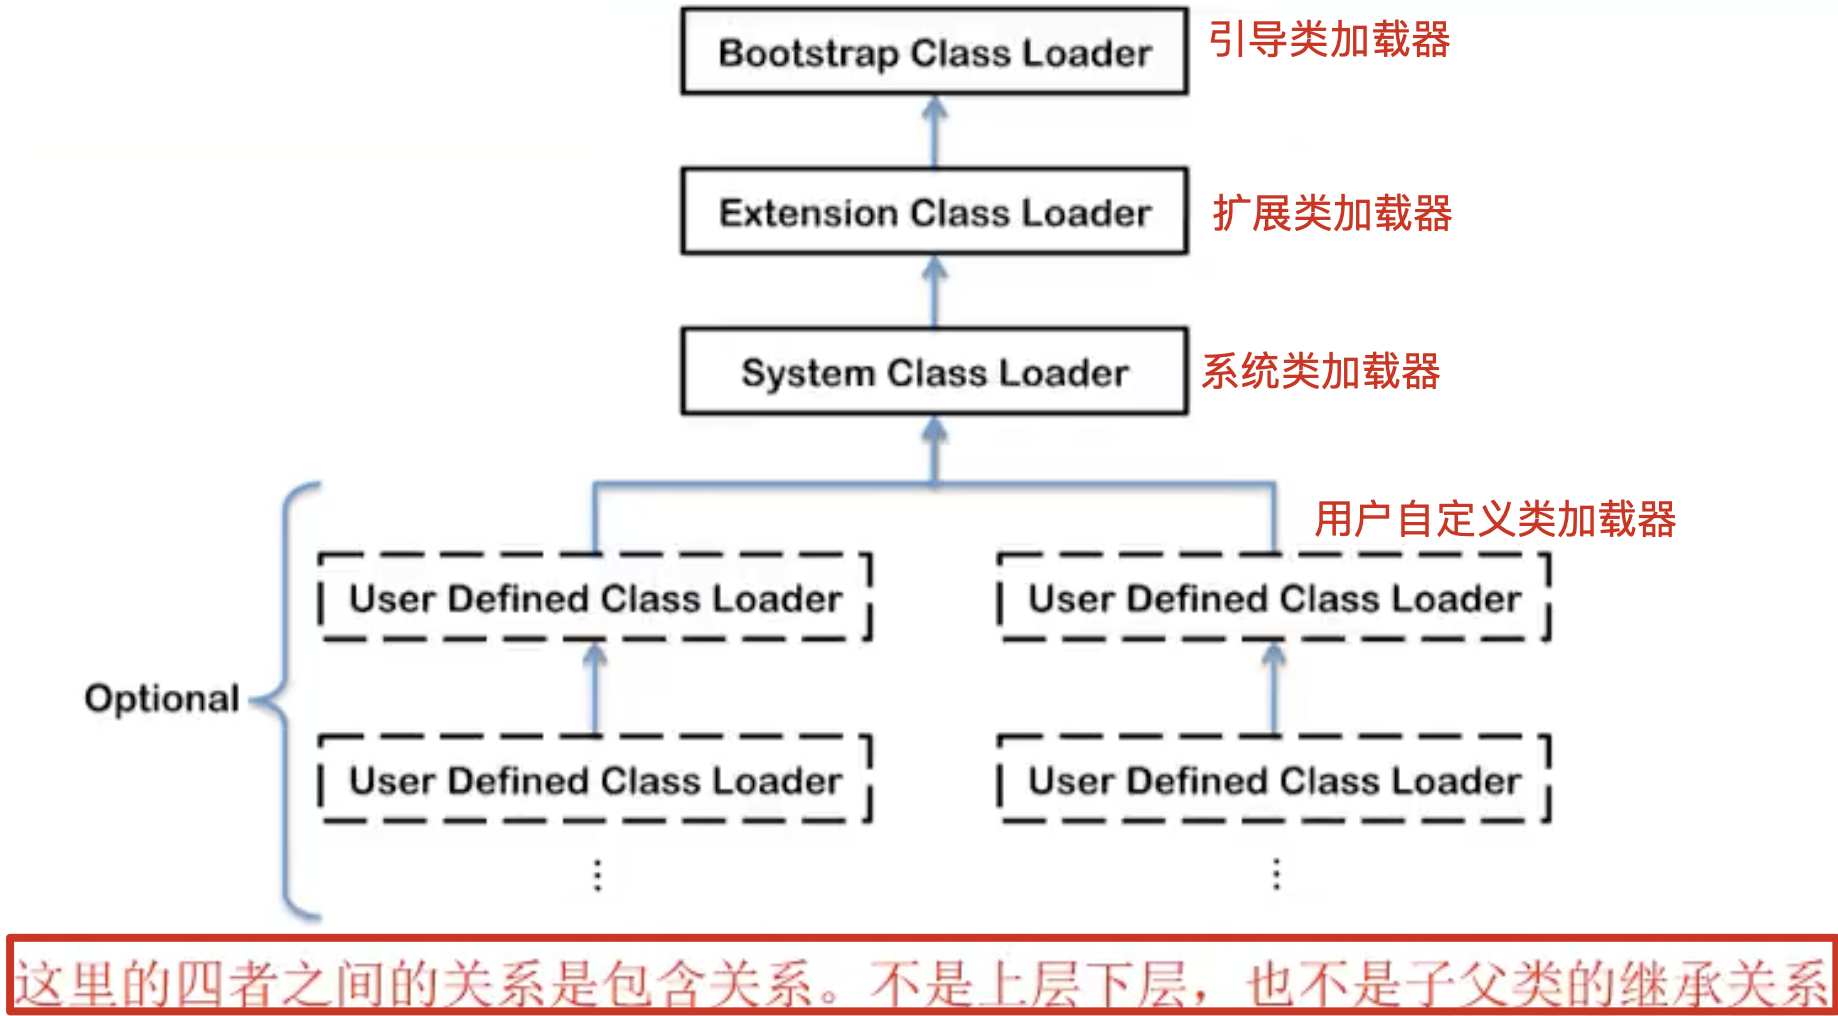 Bootstrap Class Loader
引导类加载器
Extension Class Loader
扩展类加载器
System Class Loader
系统类加载器
用户自定义类加载器
User Defined Class Loader
User Defined Class Loader
Optional
User Defined Class Loader
User Defined Class Loader
这里的四者之间的关系是包含关系。不是上层下层，也不是子父类的继承关系